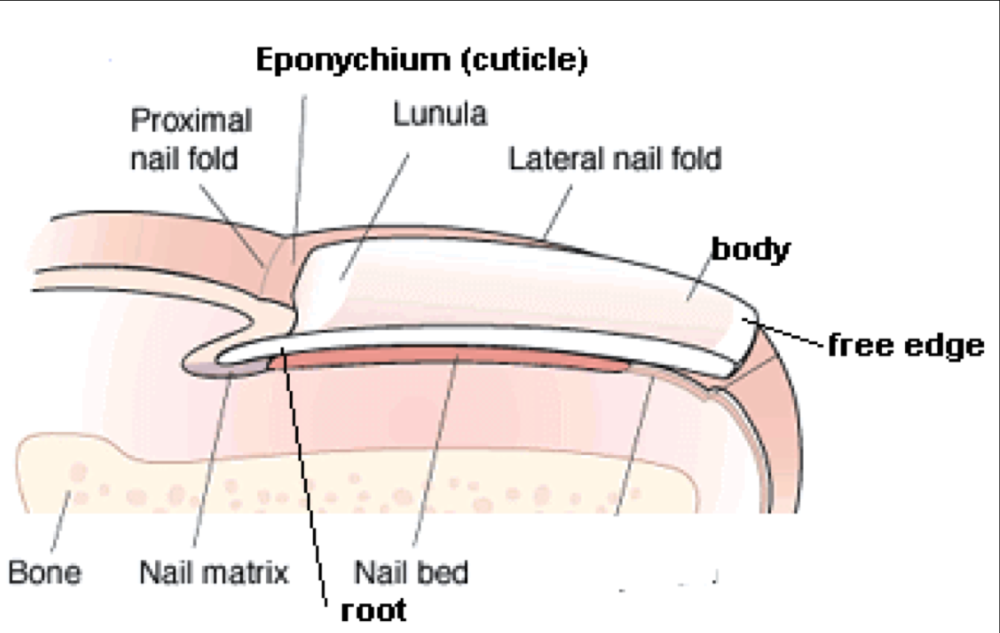 Eponychium (cuticle)
Proximal
nail fold
Lunula
Lateral nail fold
body
free edge
Bone
Nail matrix
Nail bed
root